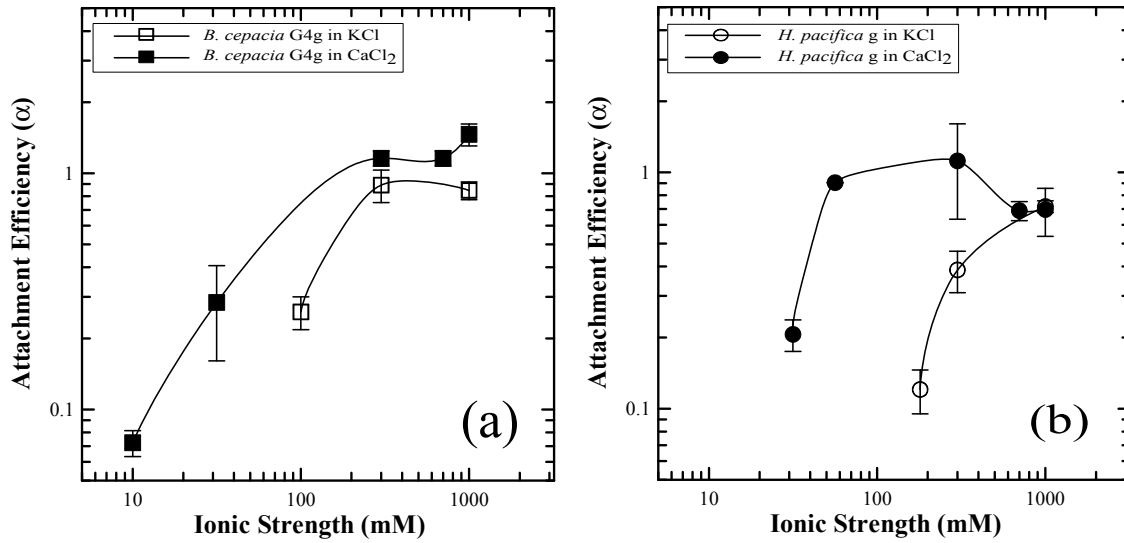 B. cepacia G4g in KCl
B. cepacia G4g in CaCl2
Attachment Efficiency (α)
1
0.1
(a)
10
100
1000
Ionic Strength (mM)
H. pacifica g in KCl
H. pacifica g in CaCl2
Attachment Efficiency (α)
1
0.1
(b)
10
100
1000
Ionic Strength (mM)